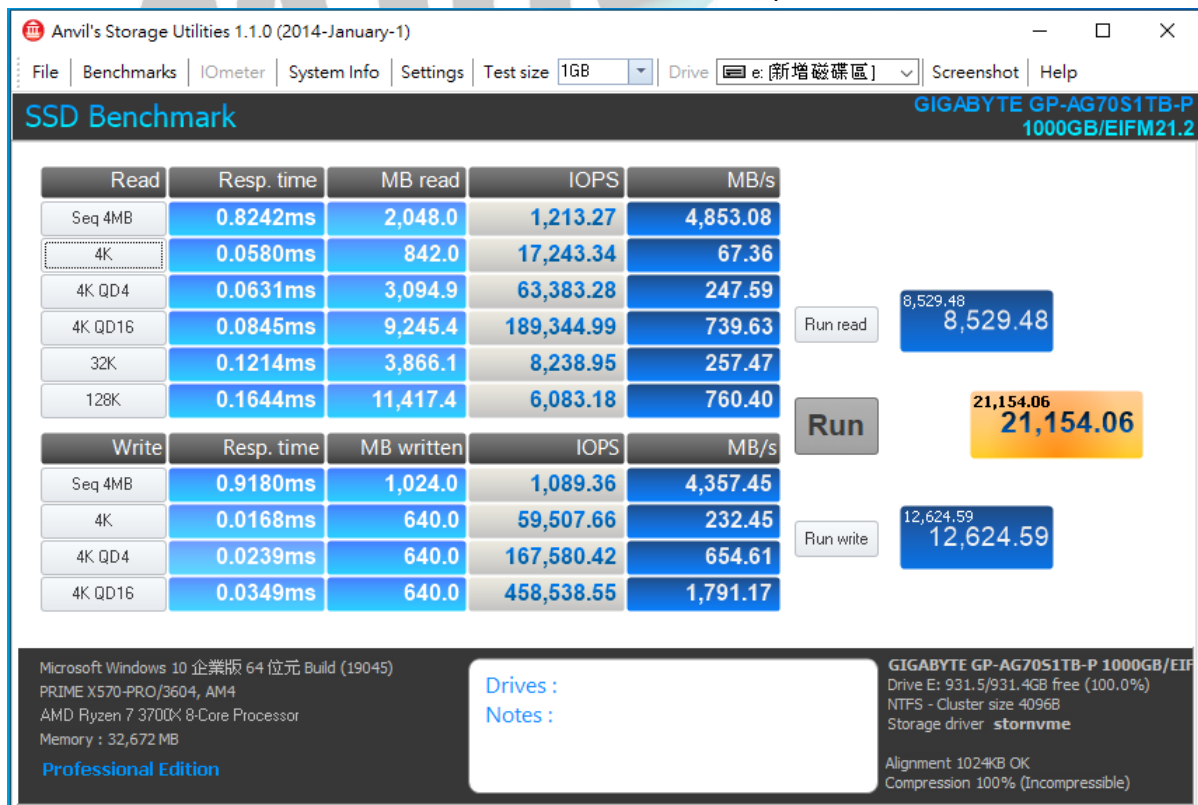 Anvil's Storage Utilities 1.1.0 (2014-January-1)
File Benchmarks IOmeter System Info Settings Test size 1GB Drive e: [新增磁碟區] Screenshot Help
SSD Benchmark
GIGABYTE GP-AG70S1TB-P
1000GB/EIFM21.2
Read Resp. time MB read IOPS MB/s
Seq 4MB 0.8242ms 2,048.0 1,213.27 4,853.08
4K 0.0580ms 842.0 17,243.34 67.36
4K QD4 0.0631ms 3,094.9 63,383.28 247.59
4K QD16 0.0845ms 9,245.4 189,344.99 739.63
32K 0.1214ms 3,866.1 8,238.95 257.47
128K 0.1644ms 11,417.4 6,083.18 760.40
Run read
8,529.48
8,529.48
Run
21,154.06
21,154.06
Write Resp. time MB written IOPS MB/s
Seq 4MB 0.9180ms 1,024.0 1,089.36 4,357.45
4K 0.0168ms 640.0 59,507.66 232.45
4K QD4 0.0239ms 640.0 167,580.42 654.61
4K QD16 0.0349ms 640.0 458,538.55 1,791.17
Run write
12,624.59
12,624.59
Microsoft Windows 10 企業版 64 位元 Build (19045)
PRIME X570-PRO/3604, AM4
AMD Ryzen 7 3700X 8-Core Processor
Memory : 32,672 MB
Professional Edition
Drives :
Notes :
GIGABYTE GP-AG70S1TB-P 1000GB/EIF
Drive E: 931.5/931.4GB free (100.0%)
NTFS - Cluster size 4096B
Storage driver stornvme
Alignment 1024KB OK
Compression 100% (Incompressible)